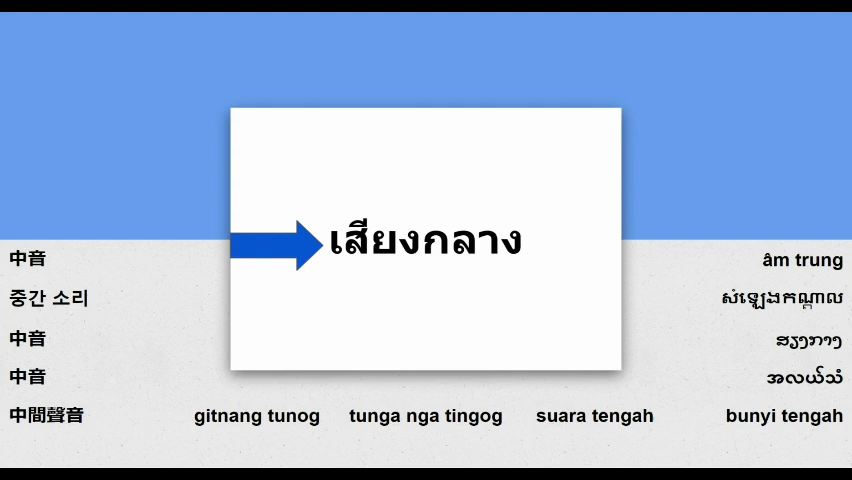 เสียงกลาง
中音 âm trung
중간 소리 សំឡេងកណ្តាល
中音 ສຽງກາງ
中音 အလယ်သံ
中間聲音 gitnang tunog tunga nga tingog suara tengah bunyi tengah